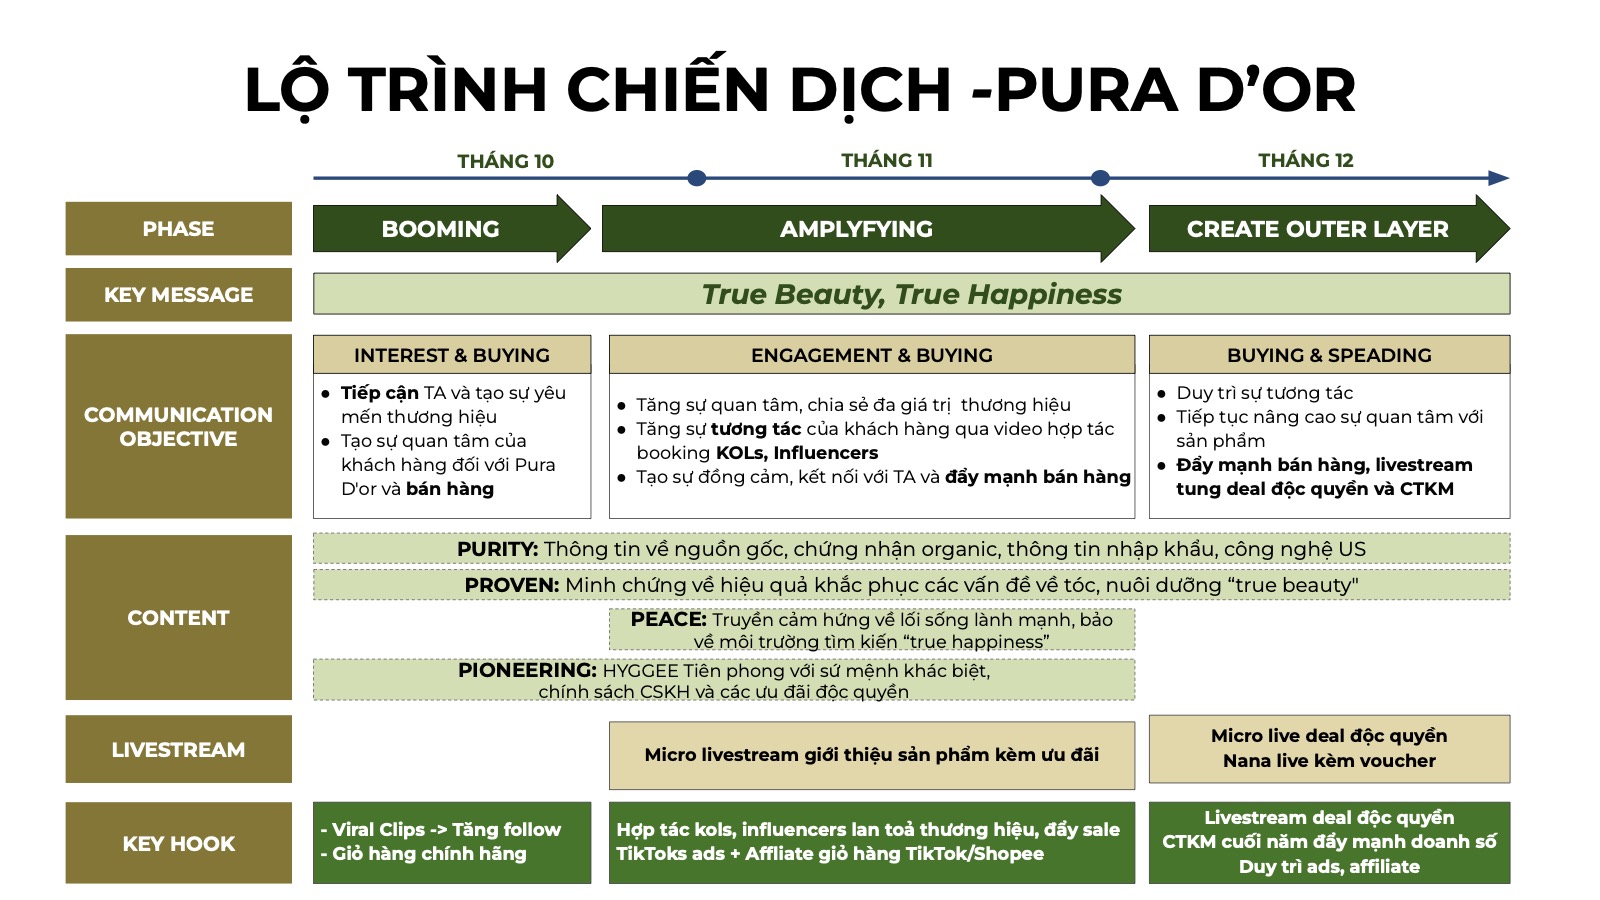 LỘ TRÌNH CHIẾN DỊCH -PURA D’OR
THÁNG 10
THÁNG 11
THÁNG 12
PHASE
BOOMING
AMPLYFYING
CREATE OUTER LAYER
KEY MESSAGE
True Beauty, True Happiness
COMMUNICATION
OBJECTIVE
INTEREST & BUYING
● Tiếp cận TA và tạo sự yêu
mến thương hiệu
● Tạo sự quan tâm của
khách hàng đối với Pura
D'or và bán hàng
ENGAGEMENT & BUYING
● Tăng sự quan tâm, chia sẻ đa giá trị thương hiệu
● Tăng sự tương tác của khách hàng qua video hợp tác
booking KOLs, Influencers
● Tạo sự đồng cảm, kết nối với TA và đẩy mạnh bán hàng
BUYING & SPEADING
● Duy trì sự tương tác
● Tiếp tục nâng cao sự quan tâm với
sản phẩm
● Đẩy mạnh bán hàng, livestream
tung deal độc quyền và CTKM
CONTENT
PURITY: Thông tin về nguồn gốc, chứng nhận organic, thông tin nhập khẩu, công nghệ US
PROVEN: Minh chứng về hiệu quả khắc phục các vấn đề về tóc, nuôi dưỡng “true beauty"
PEACE: Truyền cảm hứng về lối sống lành mạnh, bảo
về môi trường tìm kiến “true happiness”
PIONEERING: HYGGEE Tiên phong với sứ mệnh khác biệt,
chính sách CSKH và các ưu đãi độc quyền
LIVESTREAM
Micro livestream giới thiệu sản phẩm kèm ưu đãi
Micro live deal độc quyền
Nana live kèm voucher
KEY HOOK
- Viral Clips -> Tăng follow
- Giỏ hàng chính hãng
Hợp tác kols, influencers lan toả thương hiệu, đẩy sale
TikToks ads + Affliate giỏ hàng TikTok/Shopee
Livestream deal độc quyền
CTKM cuối năm đẩy mạnh doanh số
Duy trì ads, affiliate